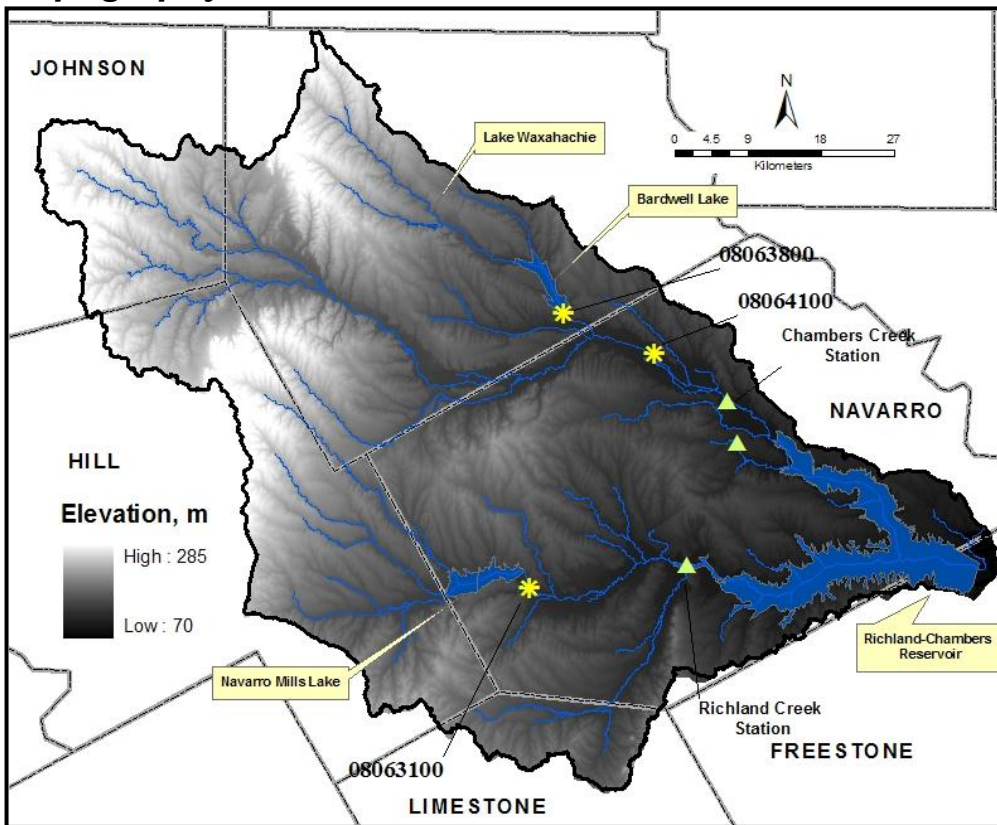 JOHNSON
N
0 4.5 9 18 27
Kilometers
Lake Waxahachie
Bardwell Lake
08063800
08064100
Chambers Creek
Station
NAVARRO
HILL
Elevation, m
High : 285
Low : 70
Richland-Chambers
Reservoir
Navarro Mills Lake
Richland Creek
Station
FREESTONE
08063100
LIMESTONE